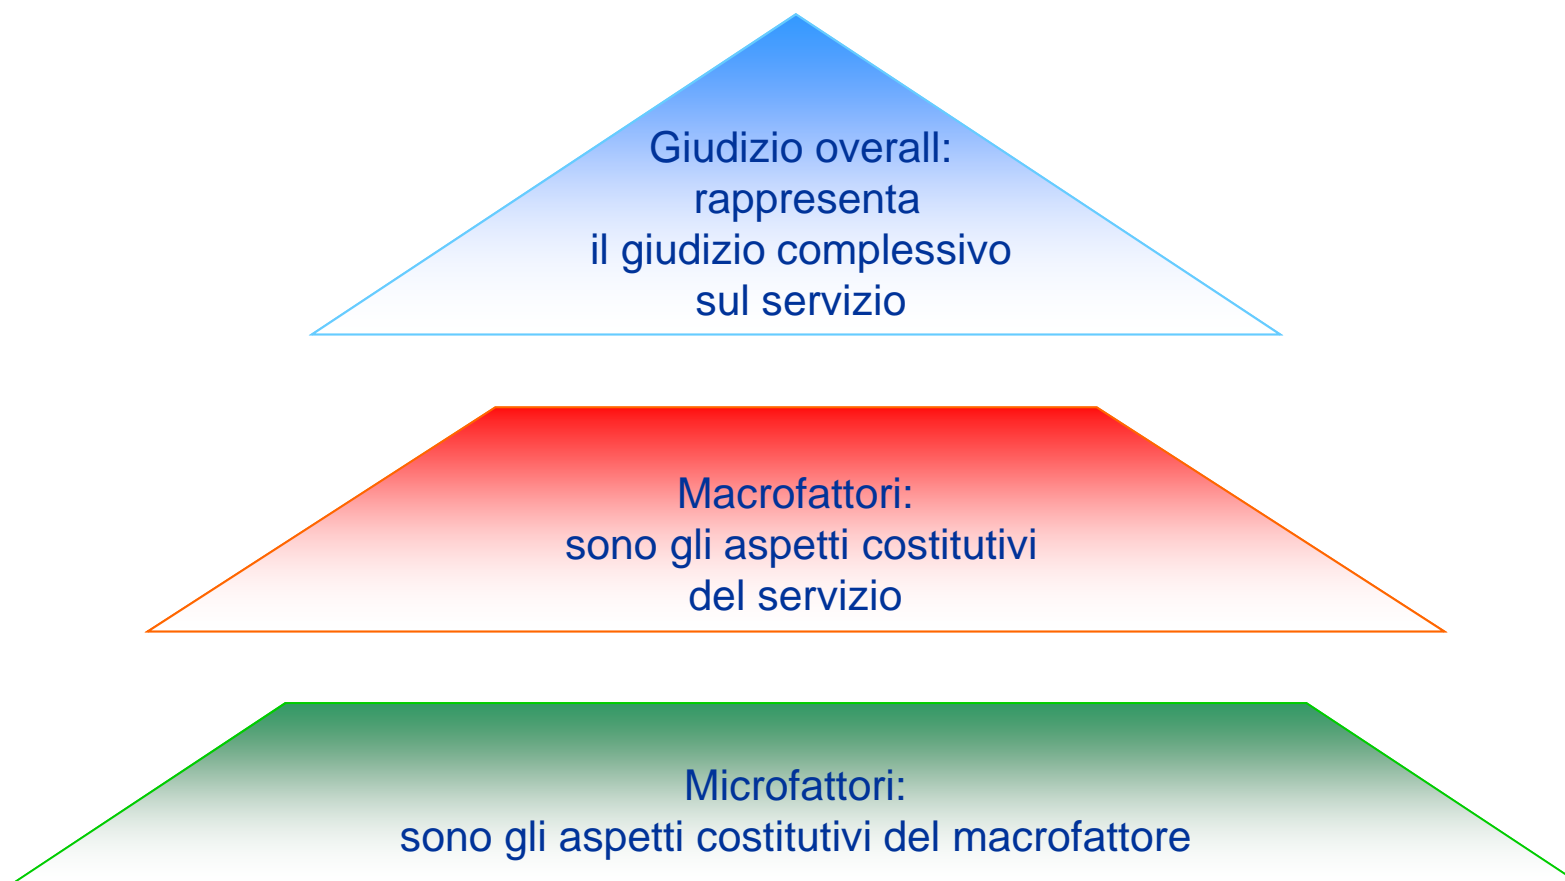 Giudizio overall:
rappresenta
il giudizio complessivo
sul servizio
Macrofattori:
sono gli aspetti costitutivi
del servizio
Microfattori:
sono gli aspetti costitutivi del macrofattore